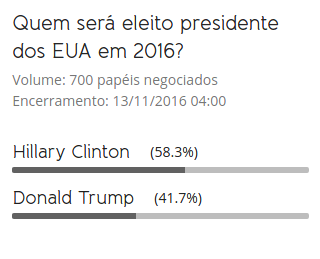 Quem será eleito presidente
dos EUA em 2016?
Volume: 700 papéis negociados
Encerramento: 13/11/2016 04:00
Hillary Clinton (58.3%)
Donald Trump (41.7%)